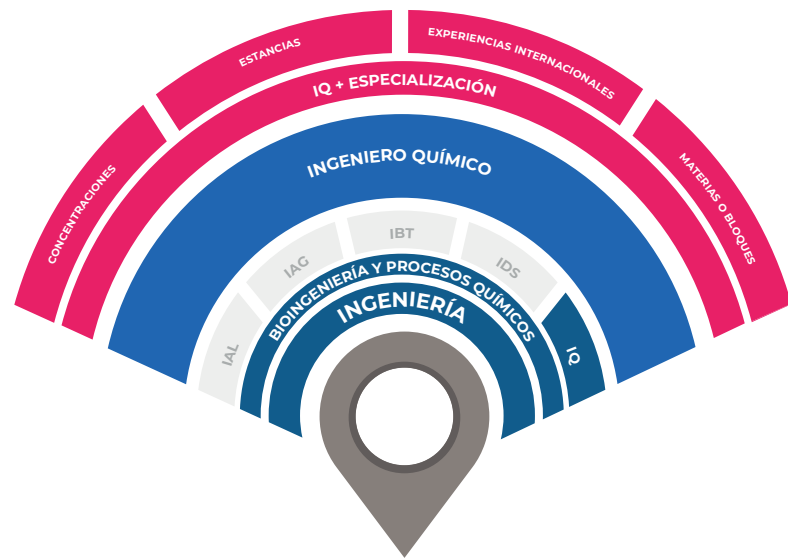 CONCENTRACIONES
ESTANCIAS
EXPERIENCIAS INTERNACIONALES
MATERIAS O BLOQUES
IQ + ESPECIALIZACIÓN
INGENIERO QUÍMICO
IAL
IAG
IBT
IDS
IQ
BIOINGENIERÍA Y PROCESOS QUÍMICOS
INGENIERÍA